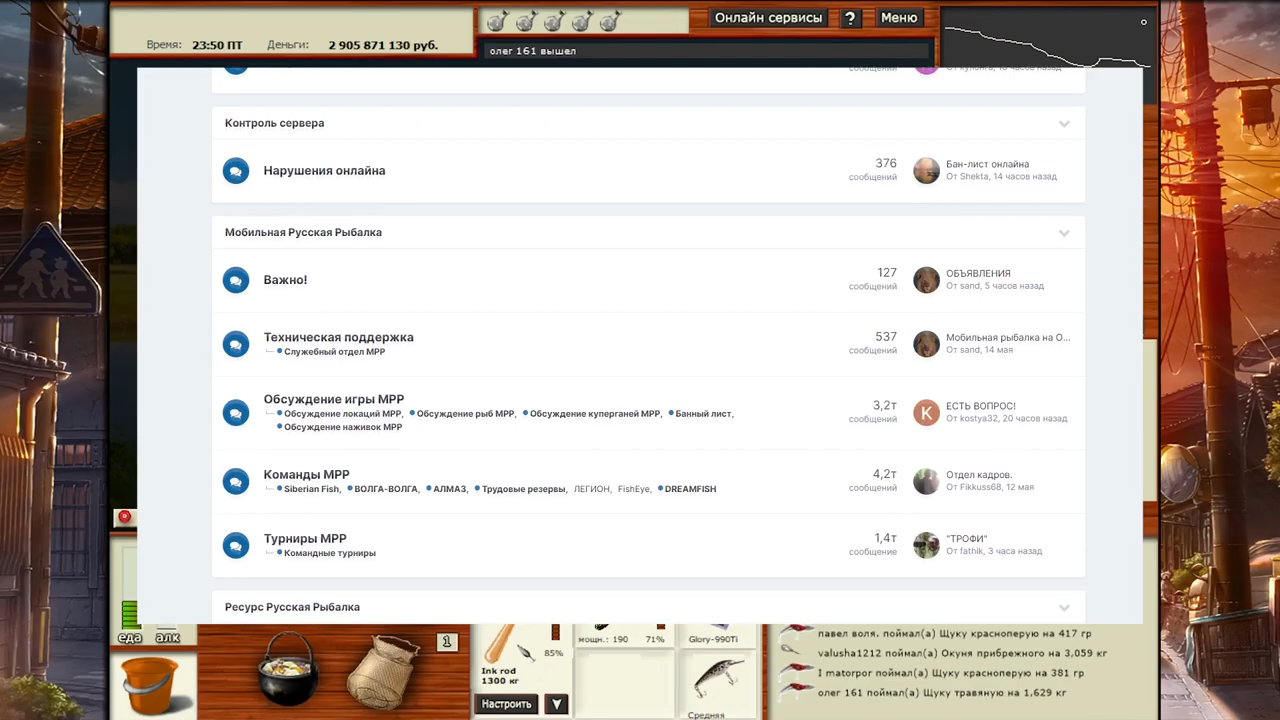 Онлайн сервисы
?
Меню
Время: 23:50 ПТ
Деньги: 2 905 871 130 руб.
олег 161 вышел
Контроль сервера
Нарушения онлайна
376
сообщений
Бан-лист онлайна
От Shekta, 14 часов назад
Мобильная Русская Рыбалка
Важно!
127
сообщений
ОБЪЯВЛЕНИЯ
От sand, 5 часов назад
Техническая поддержка
Служебный отдел МРР
537
сообщений
Мобильная рыбалка на О...
От sand, 14 мая
Обсуждение игры МРР
Обсуждение локаций МРР, Обсуждение рыб МРР, Обсуждение куперганей МРР, Банный лист,
Обсуждение наживок МРР
3,2т
сообщений
ЕСТЬ ВОПРОС!
От kostya32, 20 часов назад
K
Команды МРР
Siberian Fish, ВОЛГА-ВОЛГА, АЛМАЗ, Трудовые резервы, ЛЕГИОН, FishEye, DREAMFISH
4,2т
сообщений
Отдел кадров.
От Fikkuss68, 12 мая
Турниры МРР
Командные турниры
1,4т
сообщение
"ТРОФИ"
От fathik, 3 часа назад
Ресурс Русская Рыбалка
еда алк
1
85%
Ink rod
1300 кг
Настроить
мощн.: 190 71%
Glory-990Ti
Средняя
павел воля. поймал(а) Щуку красноперую на 417 гр
valusha1212 поймал(а) Окуня прибрежного на 3,059 кг
I matorpor поймал(а) Щуку красноперую на 381 гр
олег 161 поймал(а) Щуку травяную на 1,629 кг